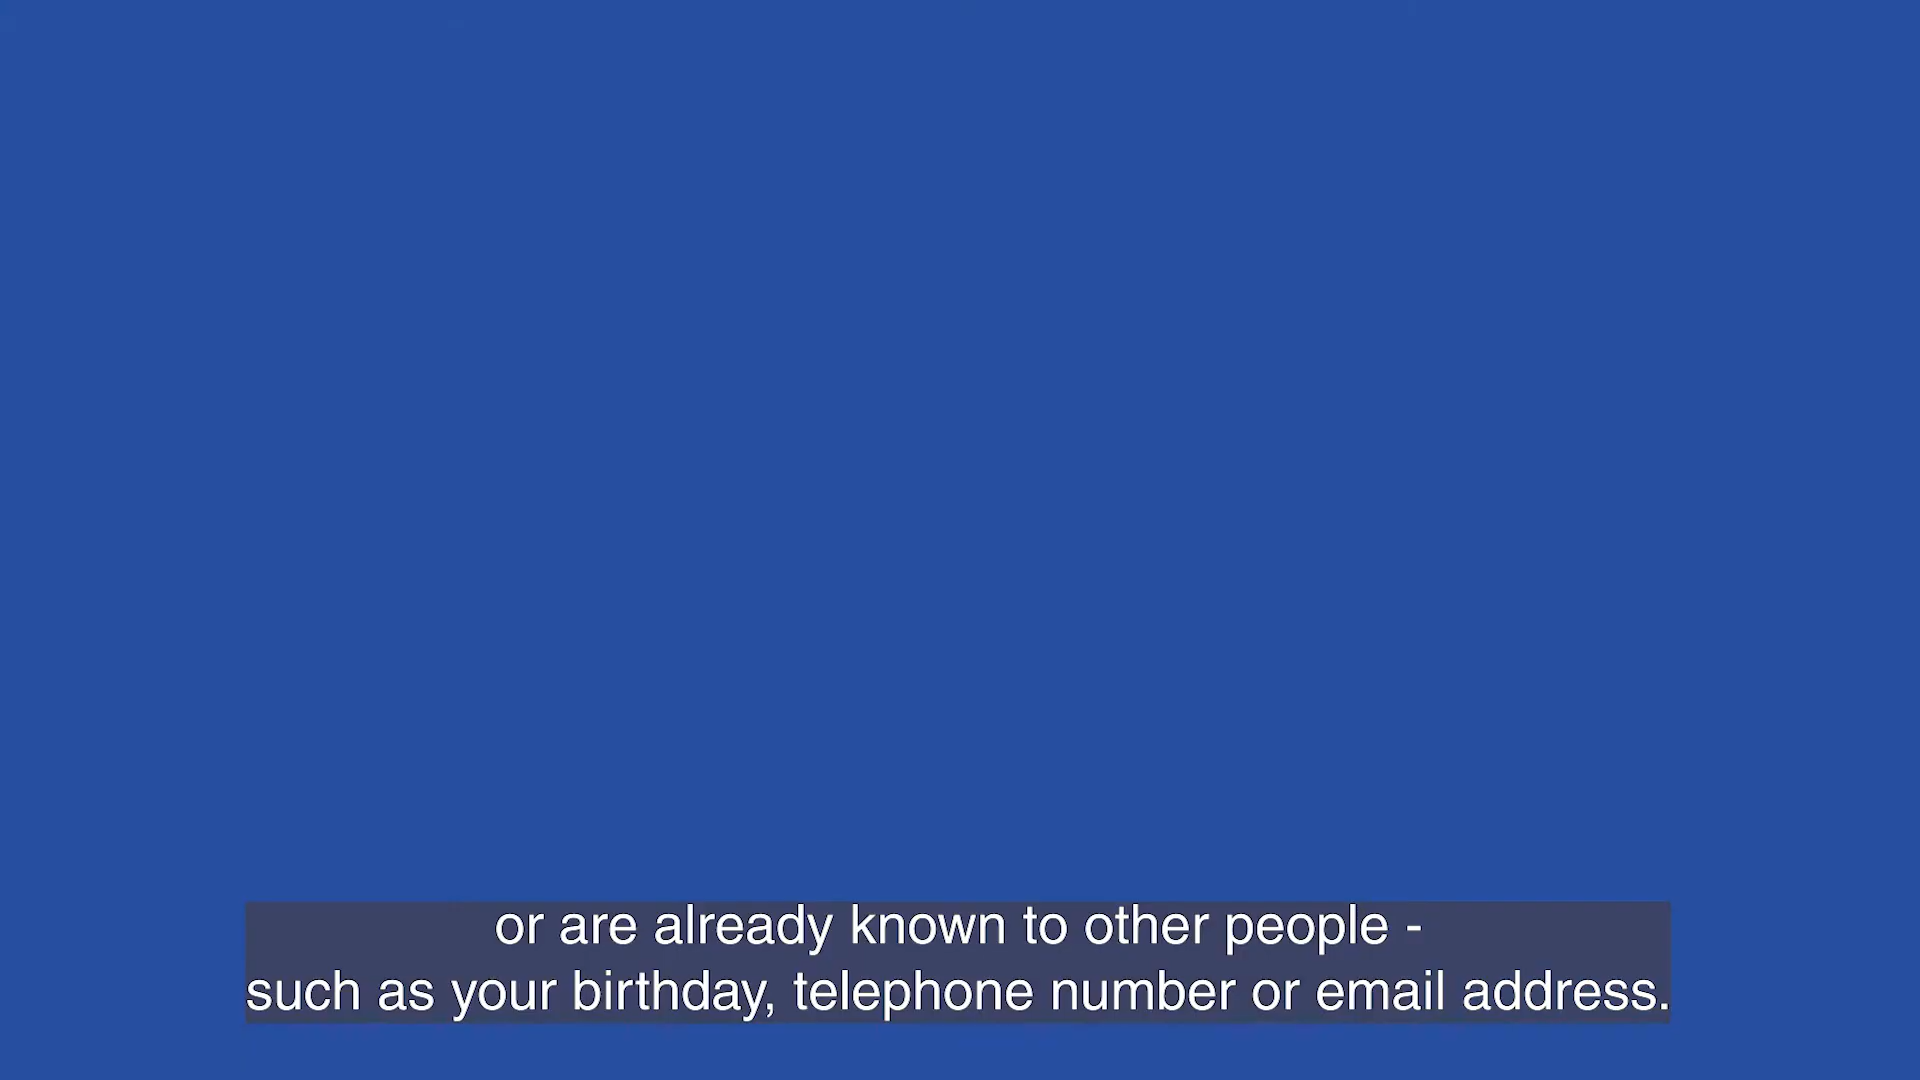 or are already known to other people -
such as your birthday, telephone number or email address.